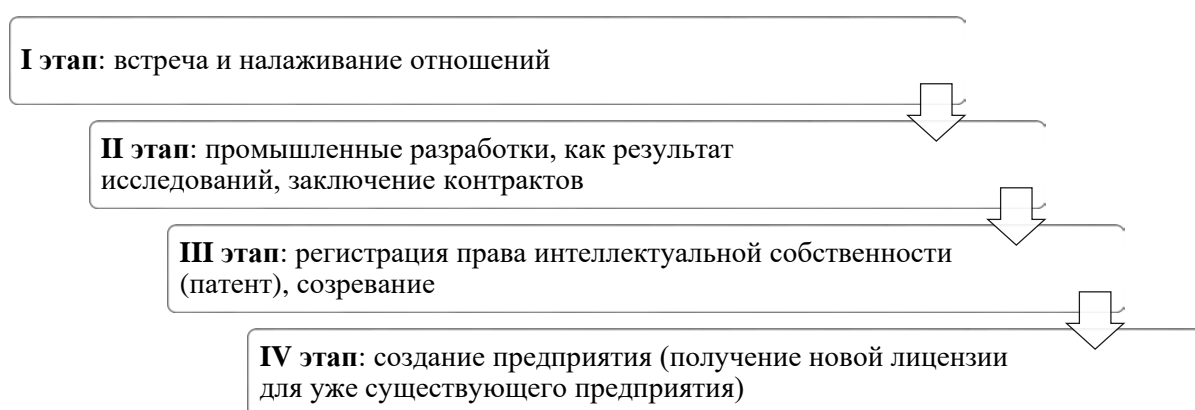 I этап: встреча и налаживание отношений
II этап: промышленные разработки, как результат
исследований, заключение контрактов
III этап: регистрация права интеллектуальной собственности
(патент), созревание
IV этап: создание предприятия (получение новой лицензии
для уже существующего предприятия)